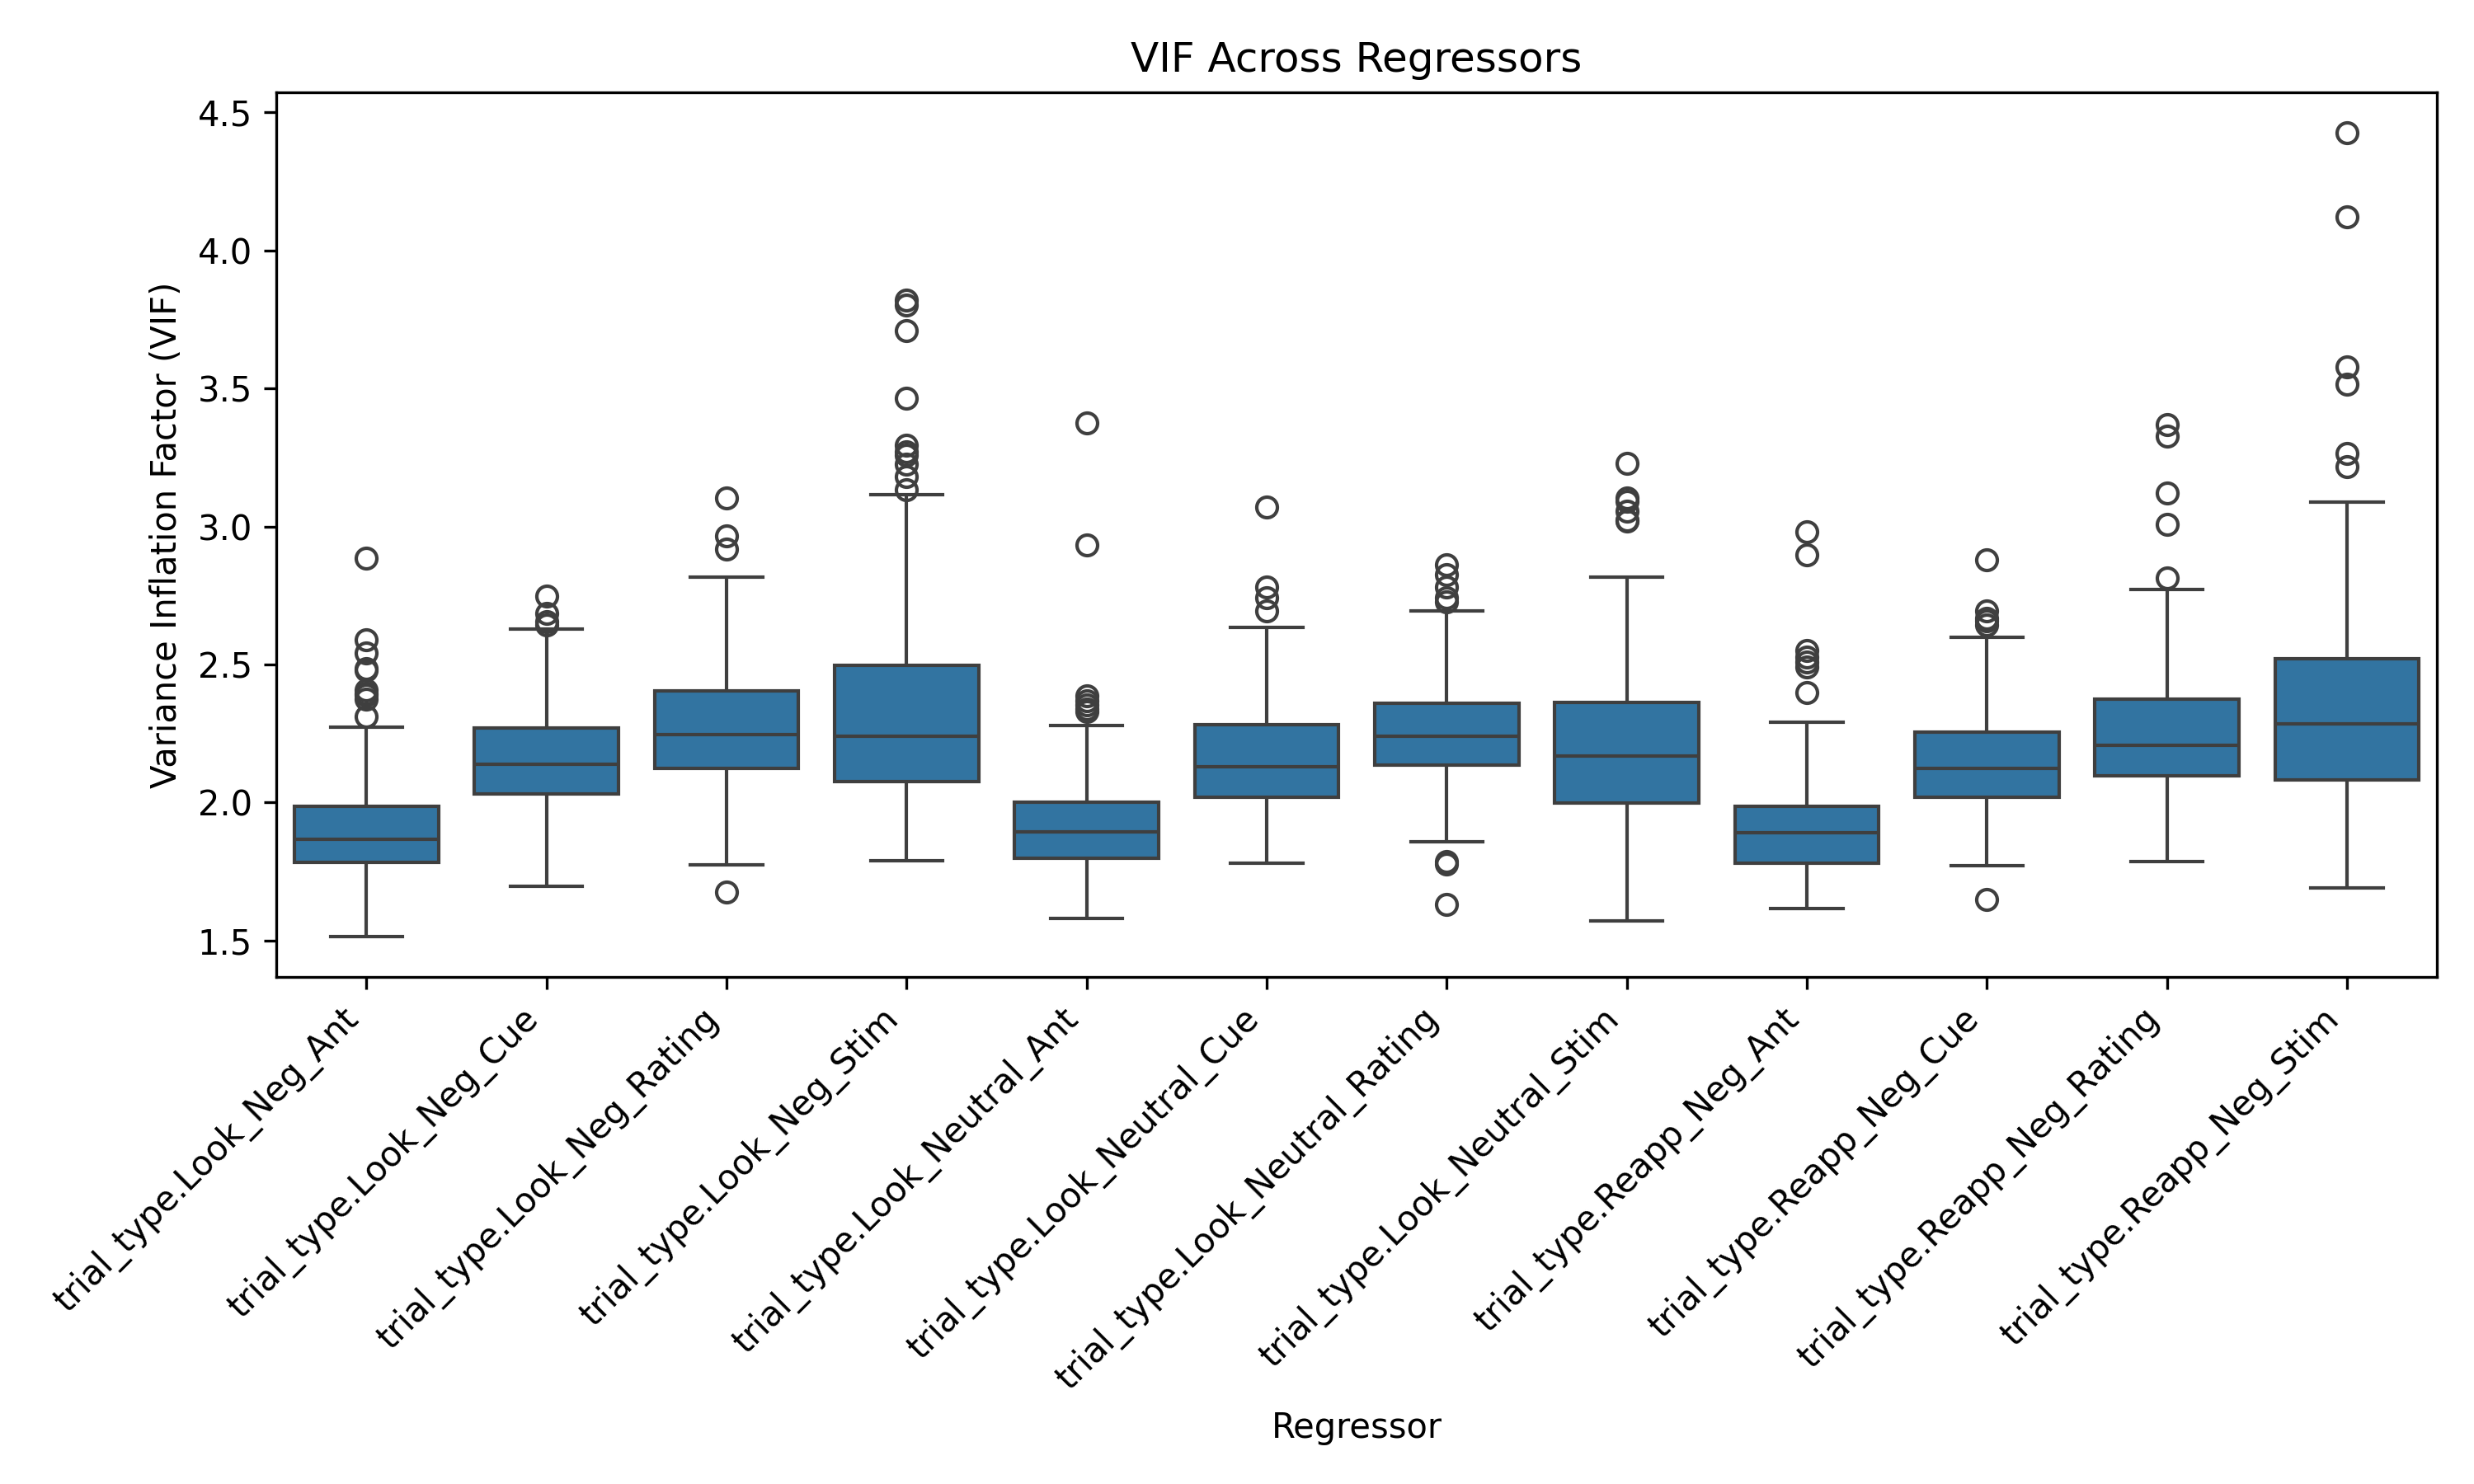 VIF Across Regressors
Variance Inflation Factor (VIF)
4.5
4.0
3.5
3.0
2.5
2.0
1.5
trial_type.Look_Neg_Ant
trial_type.Look_Neg_Cue
trial_type.Look_Neg_Rating
trial_type.Look_Neg_Stim
trial_type.Look_Neutral_Ant
trial_type.Look_Neutral_Cue
trial_type.Look_Neutral_Rating
trial_type.Look_Neutral_Stim
trial_type.Reapp_Neg_Ant
trial_type.Reapp_Neg_Cue
trial_type.Reapp_Neg_Rating
trial_type.Reapp_Neg_Stim
Regressor